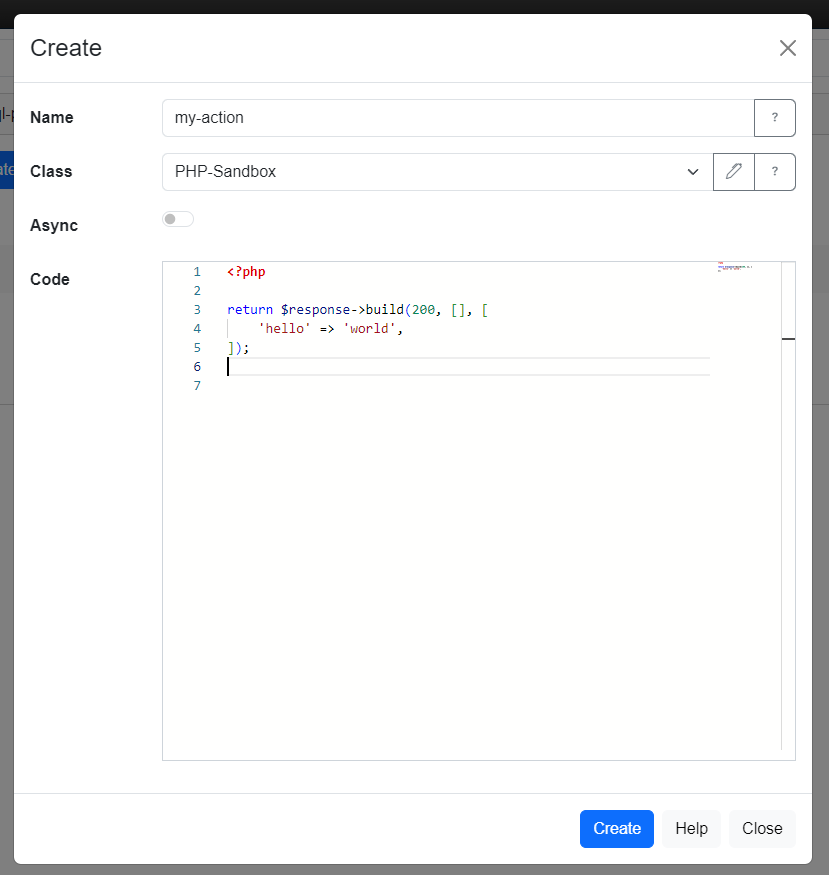 Create
Name
my-action
?
Class
PHP-Sandbox
?
Async
Code
1 <?php
2
3 return $response->build(200, [], [
4     'hello' => 'world',
5 ]);
6
7
Create Help Close